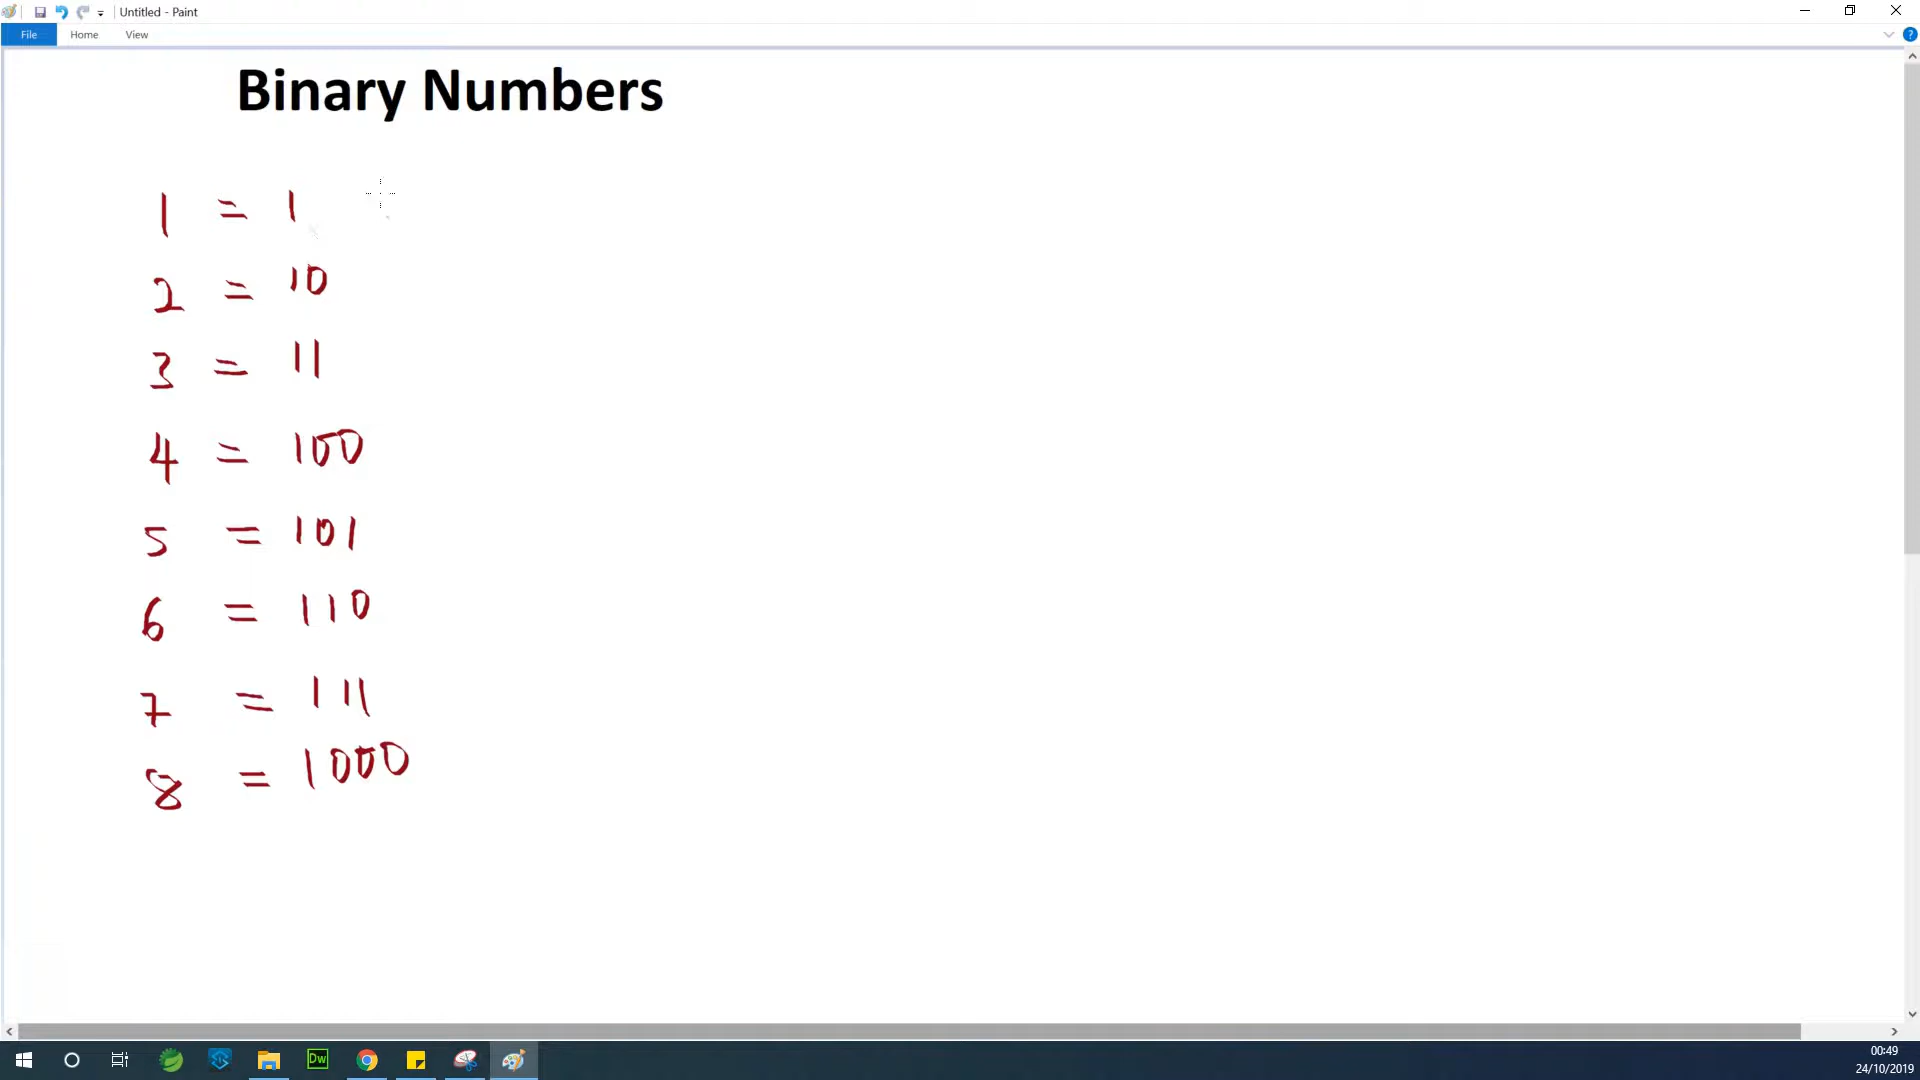 Untitled - Paint
File Home View
Binary Numbers
1 = 1
2 = 10
3 = 11
4 = 100
5 = 101
6 = 110
7 = 111
8 = 1000
Dw
00:49
24/10/2019